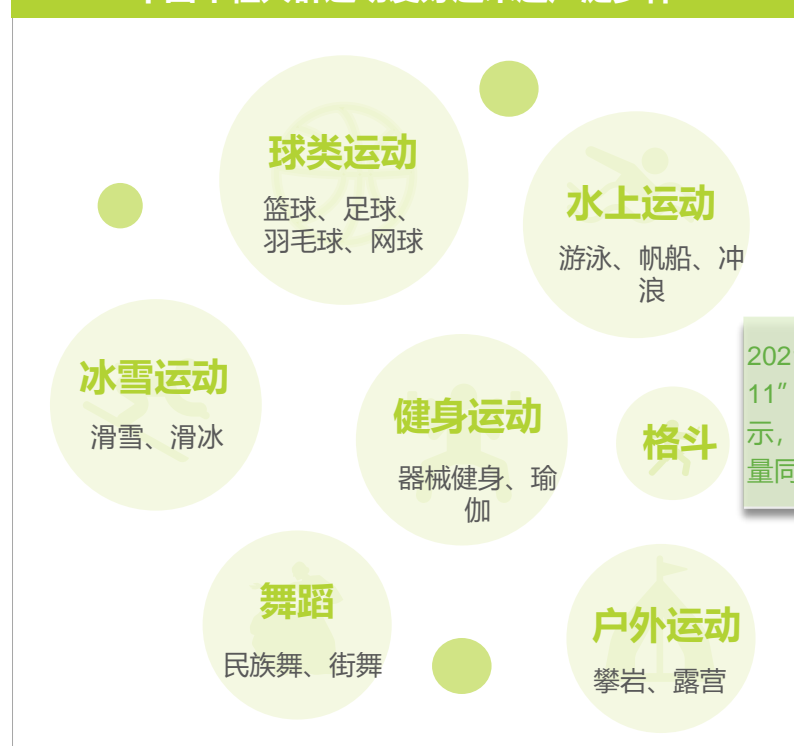 球类运动
篮球、足球、
羽毛球、网球
水上运动
游泳、帆船、冲
浪
冰雪运动
滑雪、滑冰
健身运动
器械健身、瑜
伽
格斗
202
11”
示，
量同
舞蹈
民族舞、街舞
户外运动
攀岩、露营